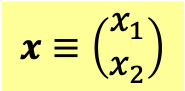 x ≡ (x₁
x₂)